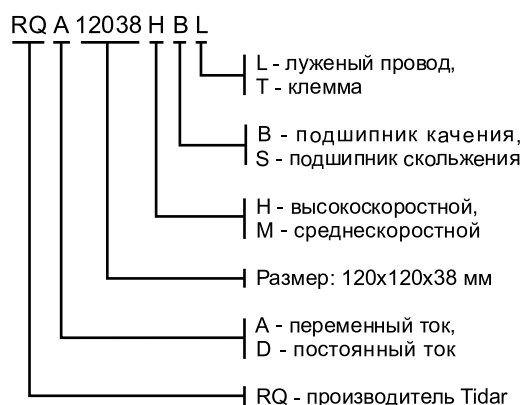 RQ A 12038 H B L
L - луженый провод,
T - клемма
B - подшипник качения,
S - подшипник скольжения
H - высокоскоростной,
M - среднескоростной
Размер: 120x120x38 мм
A - переменный ток,
D - постоянный ток
RQ - производитель Tidar